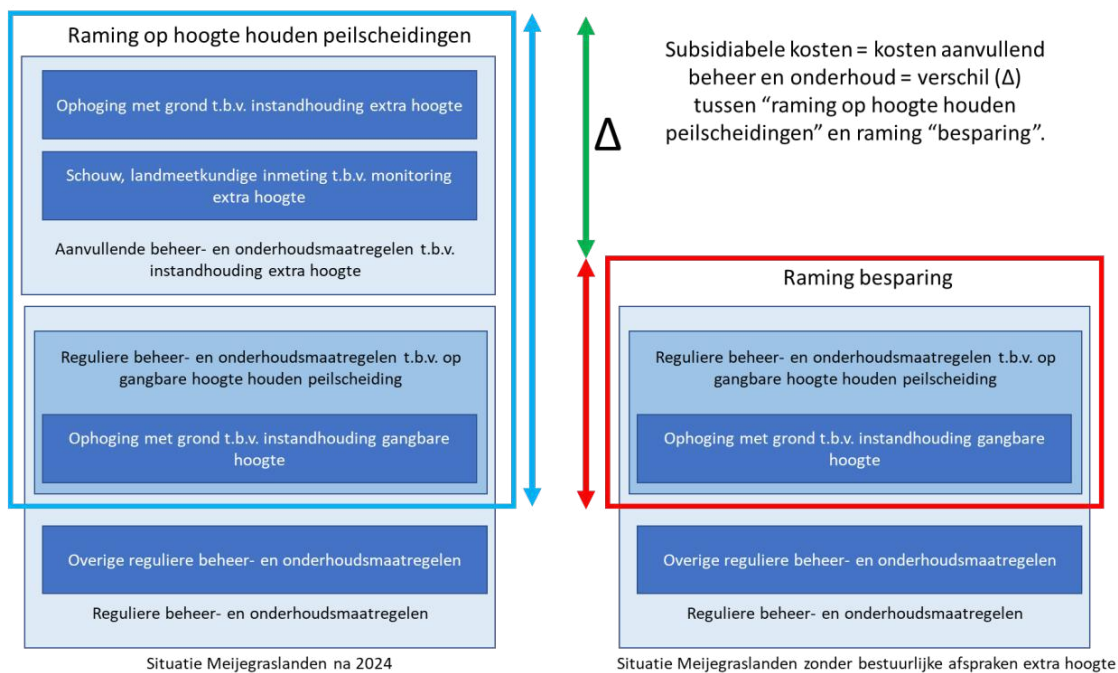 Raming op hoogte houden peilscheidingen
Ophoging met grond t.b.v. instandhouding extra hoogte
Schouw, landmeetkundige inmeting t.b.v. monitoring
extra hoogte
Aanvullende beheer- en onderhoudsmaatregelen t.b.v.
instandhouding extra hoogte
Reguliere beheer- en onderhoudsmaatregelen t.b.v. op
gangbare hoogte houden peilscheiding
Ophoging met grond t.b.v. instandhouding gangbare
hoogte
Overige reguliere beheer- en onderhoudsmaatregelen
Reguliere beheer- en onderhoudsmaatregelen
Situatie Meijegraslanden na 2024
Δ
Subsidiabele kosten = kosten aanvullend
beheer en onderhoud = verschil (Δ)
tussen “raming op hoogte houden
peilscheidingen” en raming “besparing”.
Raming besparing
Reguliere beheer- en onderhoudsmaatregelen t.b.v. op
gangbare hoogte houden peilscheiding
Ophoging met grond t.b.v. instandhouding gangbare
hoogte
Overige reguliere beheer- en onderhoudsmaatregelen
Reguliere beheer- en onderhoudsmaatregelen
Situatie Meijegraslanden zonder bestuurlijke afspraken extra hoogte